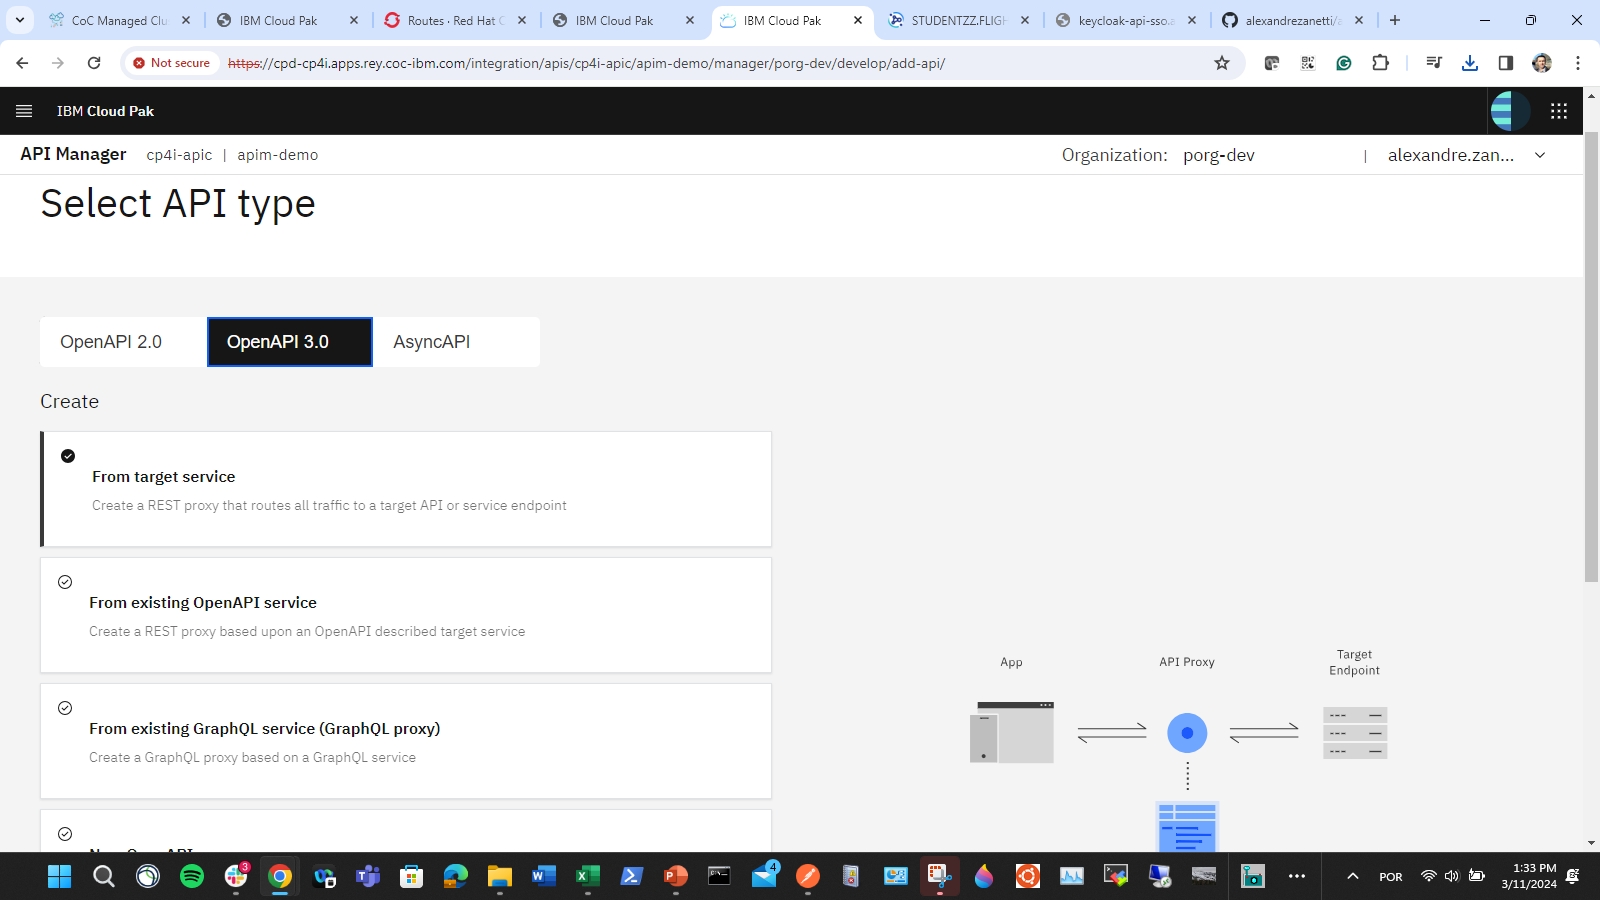 CoC Managed Clu
IBM Cloud Pak
Routes · Red Hat C
IBM Cloud Pak
IBM Cloud Pak
STUDENTZZ.FLIGH
keycloak-api-sso.a
alexandrezanetti/a
Not secure
https://cpd-cp4i.apps.rey.coc-ibm.com/integration/apis/cp4i-apic/apim-demo/manager/porg-dev/develop/add-api/
IBM Cloud Pak
API Manager cp4i-apic | apim-demo
Organization: porg-dev | alexandre.zan...
Select API type
OpenAPI 2.0
OpenAPI 3.0
AsyncAPI
Create
From target service
Create a REST proxy that routes all traffic to a target API or service endpoint
From existing OpenAPI service
Create a REST proxy based upon an OpenAPI described target service
From existing GraphQL service (GraphQL proxy)
Create a GraphQL proxy based on a GraphQL service
New OpenAPI
App
API Proxy
Target
Endpoint
3
4
POR
1:33 PM
3/11/2024